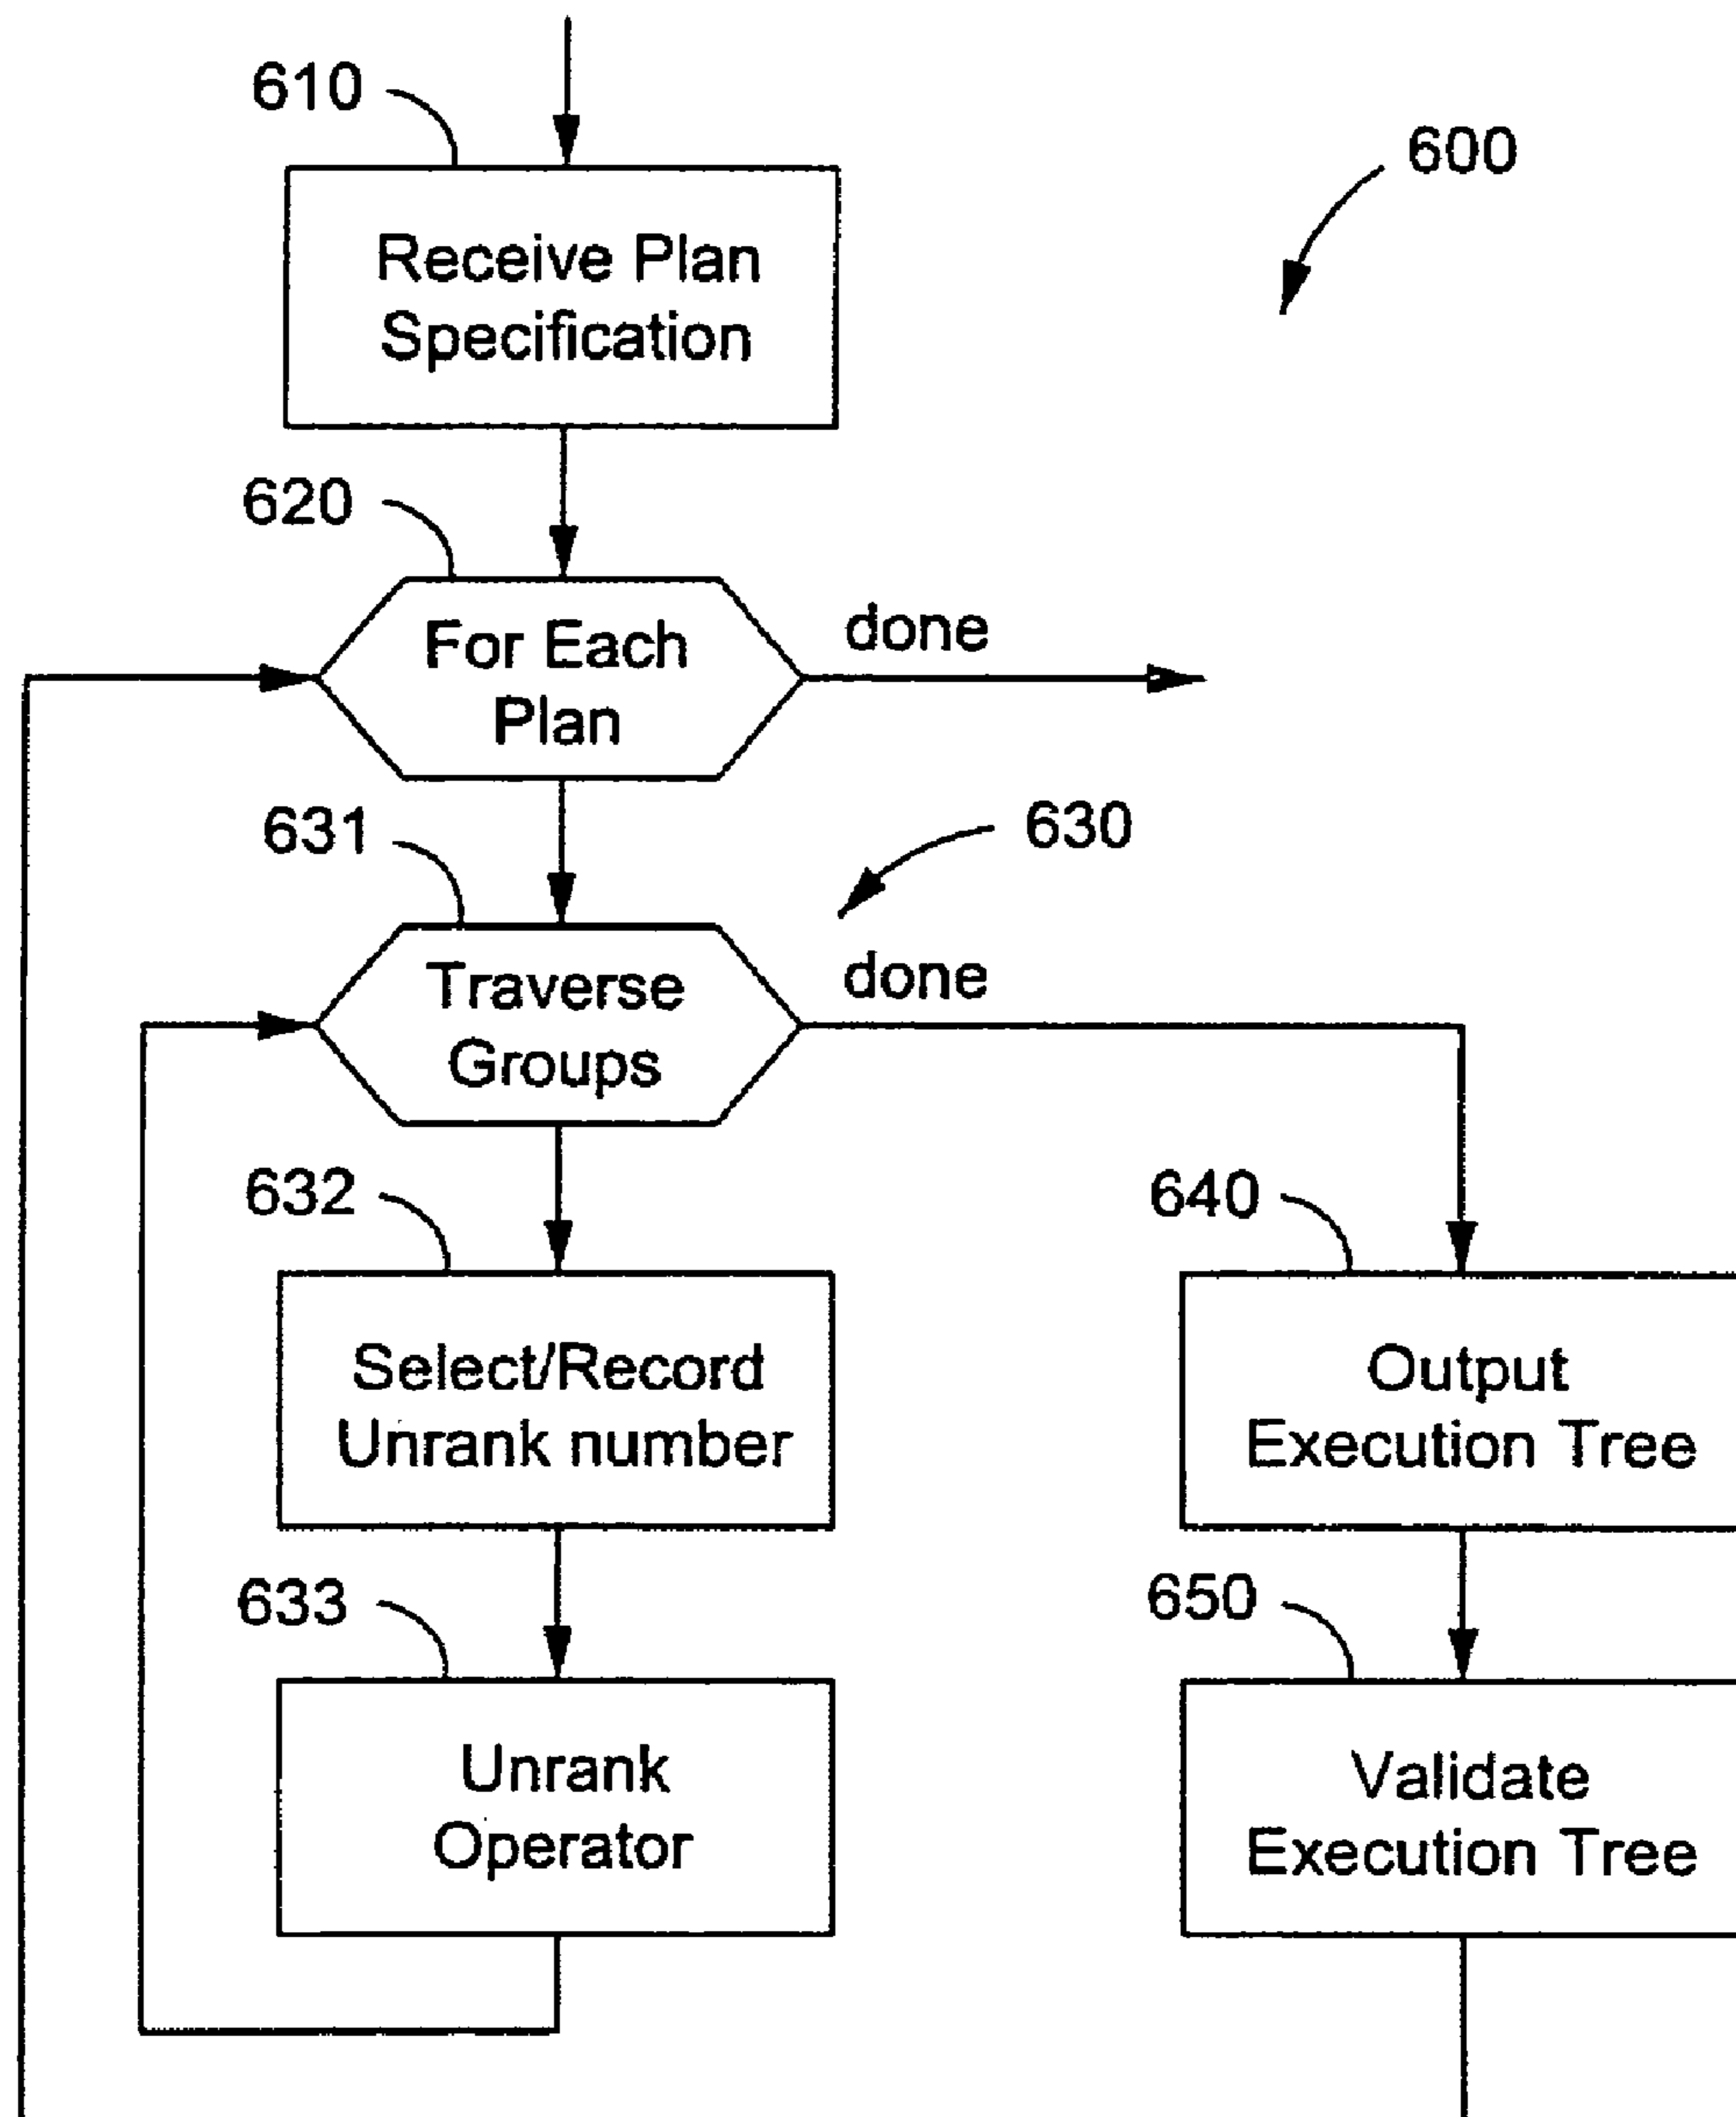 610
600
Receive Plan
Specification
620
For Each
Plan
done
631
630
Traverse
Groups
done
632
640
Select/Record
Unrank number
Output
Execution Tree
633
650
Unrank
Operator
Validate
Execution Tree